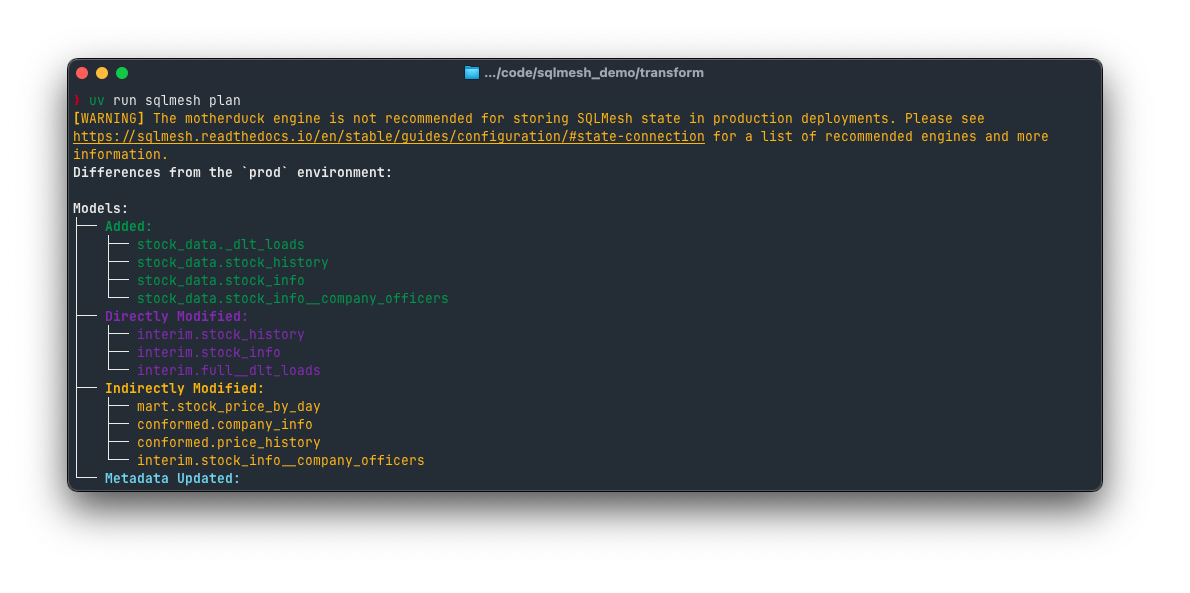 .../code/sqlmesh_demo/transform
❯ uv run sqlmesh plan
[WARNING] The motherduck engine is not recommended for storing SQLMesh state in production deployments. Please see
https://sqlmesh.readthedocs.io/en/stable/guides/configuration/#state-connection for a list of recommended engines and more
information.
Differences from the `prod` environment:
Models:
├── Added:
│   ├── stock_data._dlt_loads
│   ├── stock_data.stock_history
│   ├── stock_data.stock_info
│   └── stock_data.stock_info__company_officers
├── Directly Modified:
│   ├── interim.stock_history
│   ├── interim.stock_info
│   └── interim.full__dlt_loads
├── Indirectly Modified:
│   ├── mart.stock_price_by_day
│   ├── conformed.company_info
│   ├── conformed.price_history
│   └── interim.stock_info__company_officers
└── Metadata Updated: